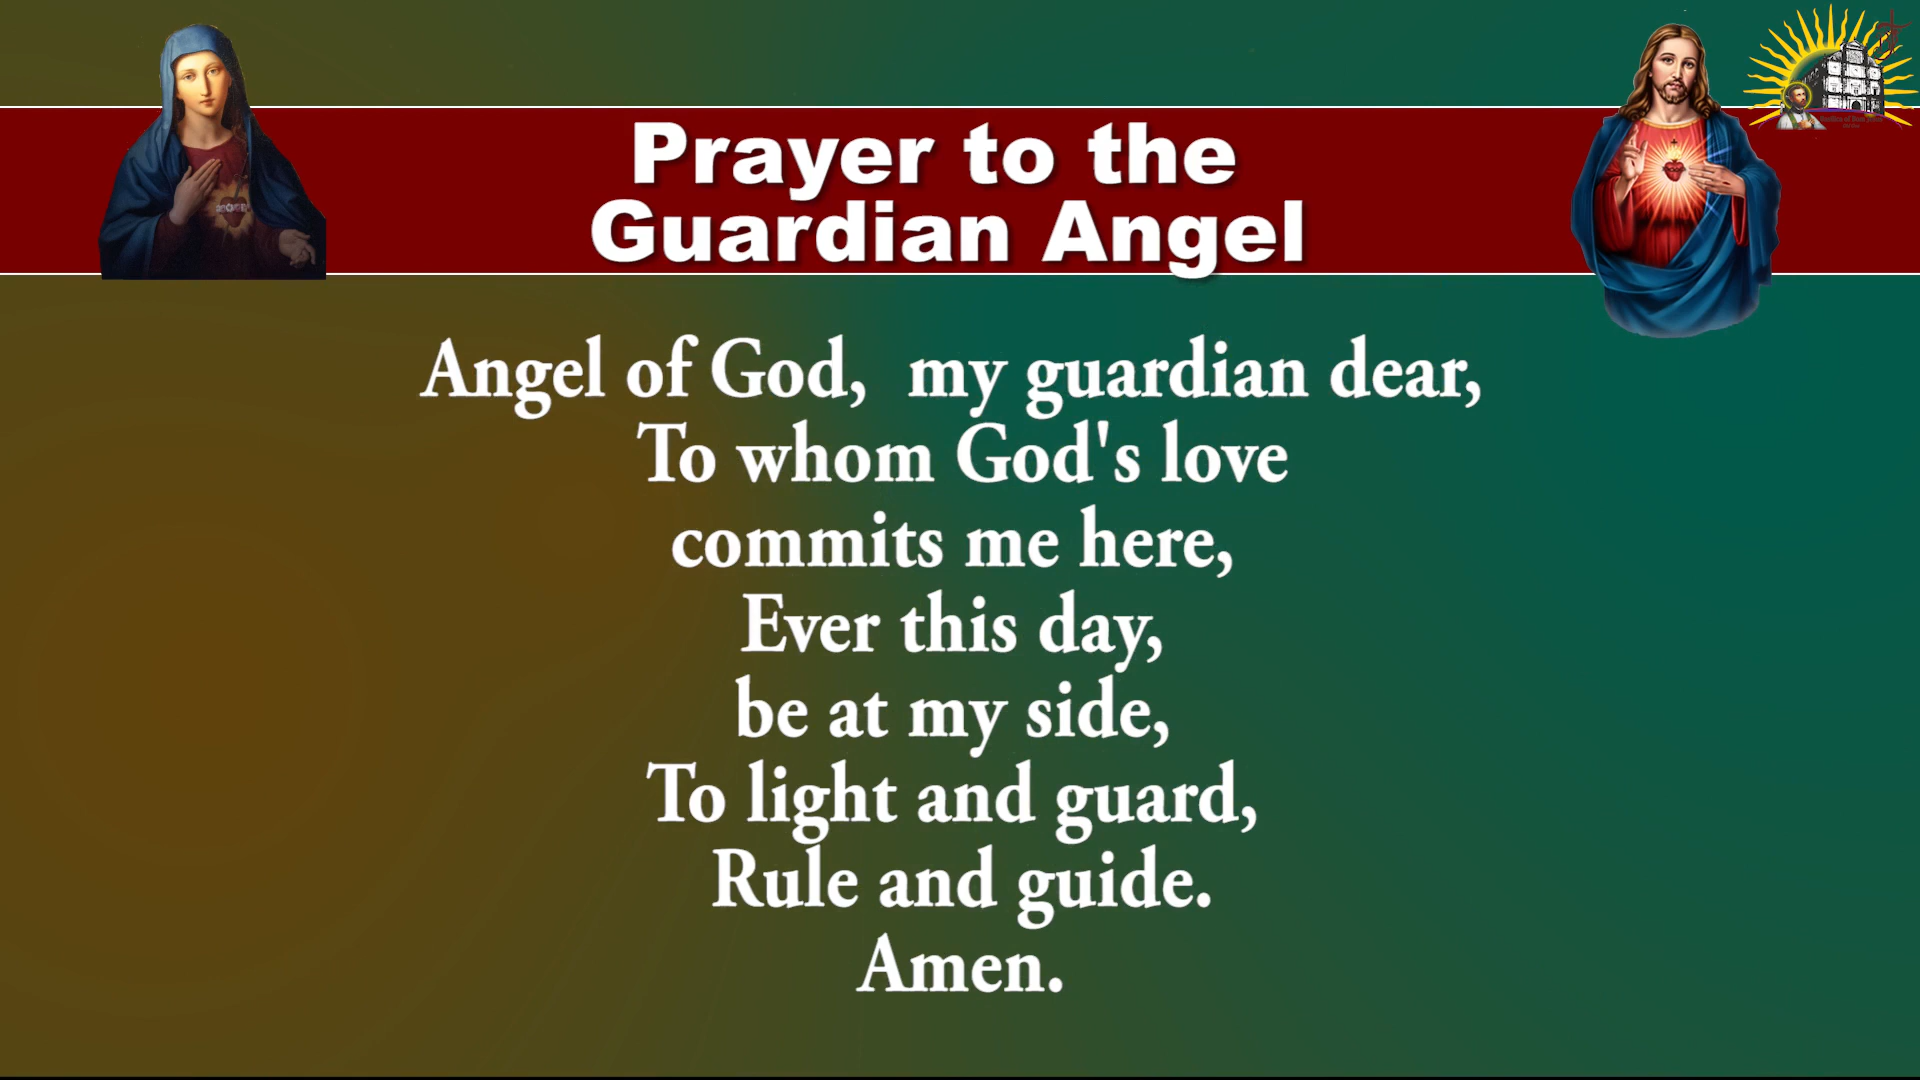 Prayer to the
Guardian Angel
Angel of God, my guardian dear,
To whom God's love
commits me here,
Ever this day,
be at my side,
To light and guard,
Rule and guide.
Amen.